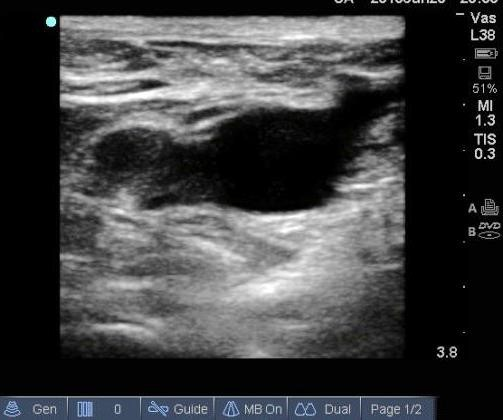 Vas
L38
51%
MI
1.3
TIS
0.3
A
B DVD
3.8
Gen
0
Guide
MB On
Dual
Page 1/2